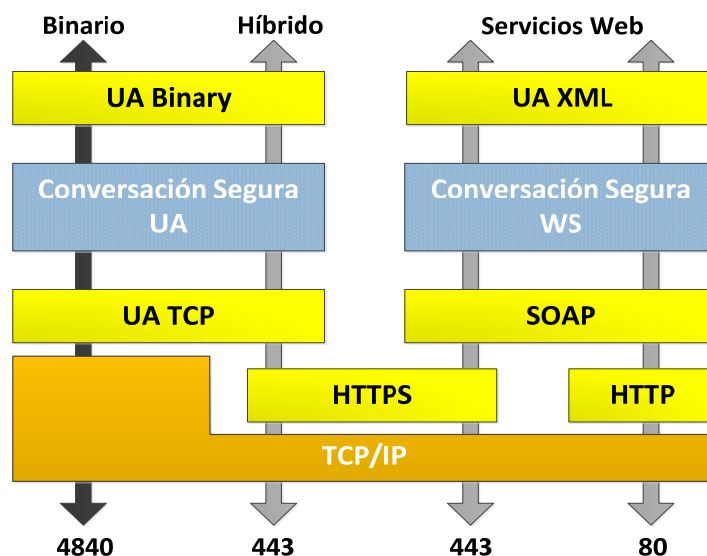 Binario Híbrido Servicios Web
UA Binary UA XML
Conversación Segura
UA
Conversación Segura
WS
UA TCP SOAP
HTTPS HTTP
TCP/IP
4840 443 443 80